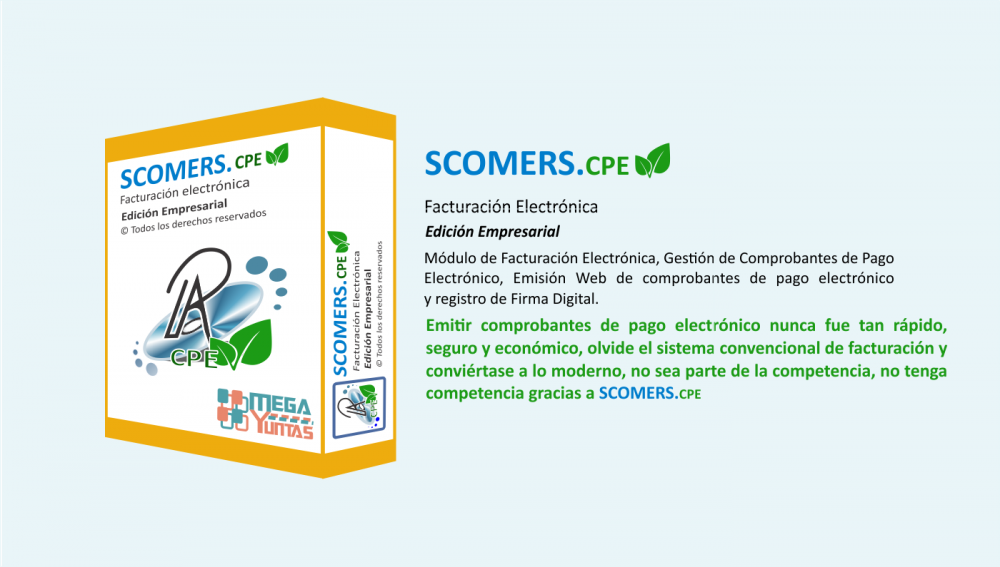 SCOMERS.CPE
Facturación electrónica
Edición Empresarial
© Todos los derechos reservados
PA
CPE
MEGA
YUNTAS
SCOMERS.CPE
Facturación Electrónica
Edición Empresarial
© Todos los derechos reservados
PA
CPE
SCOMERS.CPE
Facturación Electrónica
Edición Empresarial
Módulo de Facturación Electrónica, Gestión de Comprobantes de Pago
Electrónico, Emisión Web de comprobantes de pago electrónico
y registro de Firma Digital.
Emitir comprobantes de pago electrónico nunca fue tan rápido,
seguro y económico, olvide el sistema convencional de facturación y
conviértase a lo moderno, no sea parte de la competencia, no tenga
competencia gracias a SCOMERS.CPE